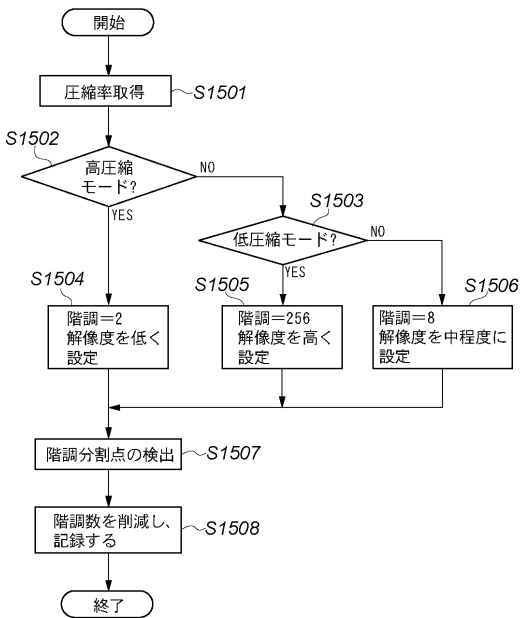 開始
圧縮率取得
S1501
S1502
高圧縮
モード?
NO
YES
S1503
低圧縮モード?
NO
YES
S1504
階調=2
解像度を低く
設定
S1505
階調=256
解像度を高く
設定
S1506
階調=8
解像度を中程度に
設定
階調分割点の検出
S1507
階調数を削減し、
記録する
S1508
終了